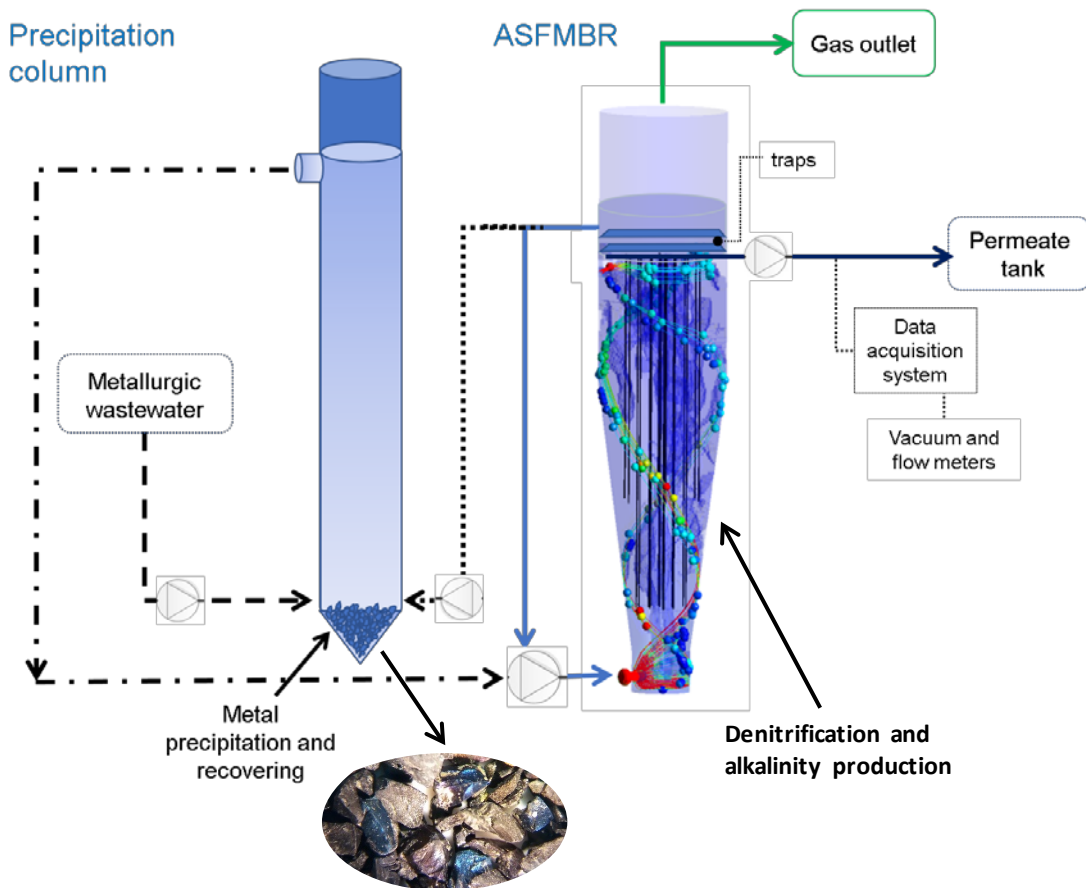 Precipitation
column
ASFMBR
Gas outlet
traps
Permeate
tank
Data
acquisition
system
Metallurgic
wastewater
Vacuum and
flow meters
Metal
precipitation and
recovering
Denitrification and
alkalinity production